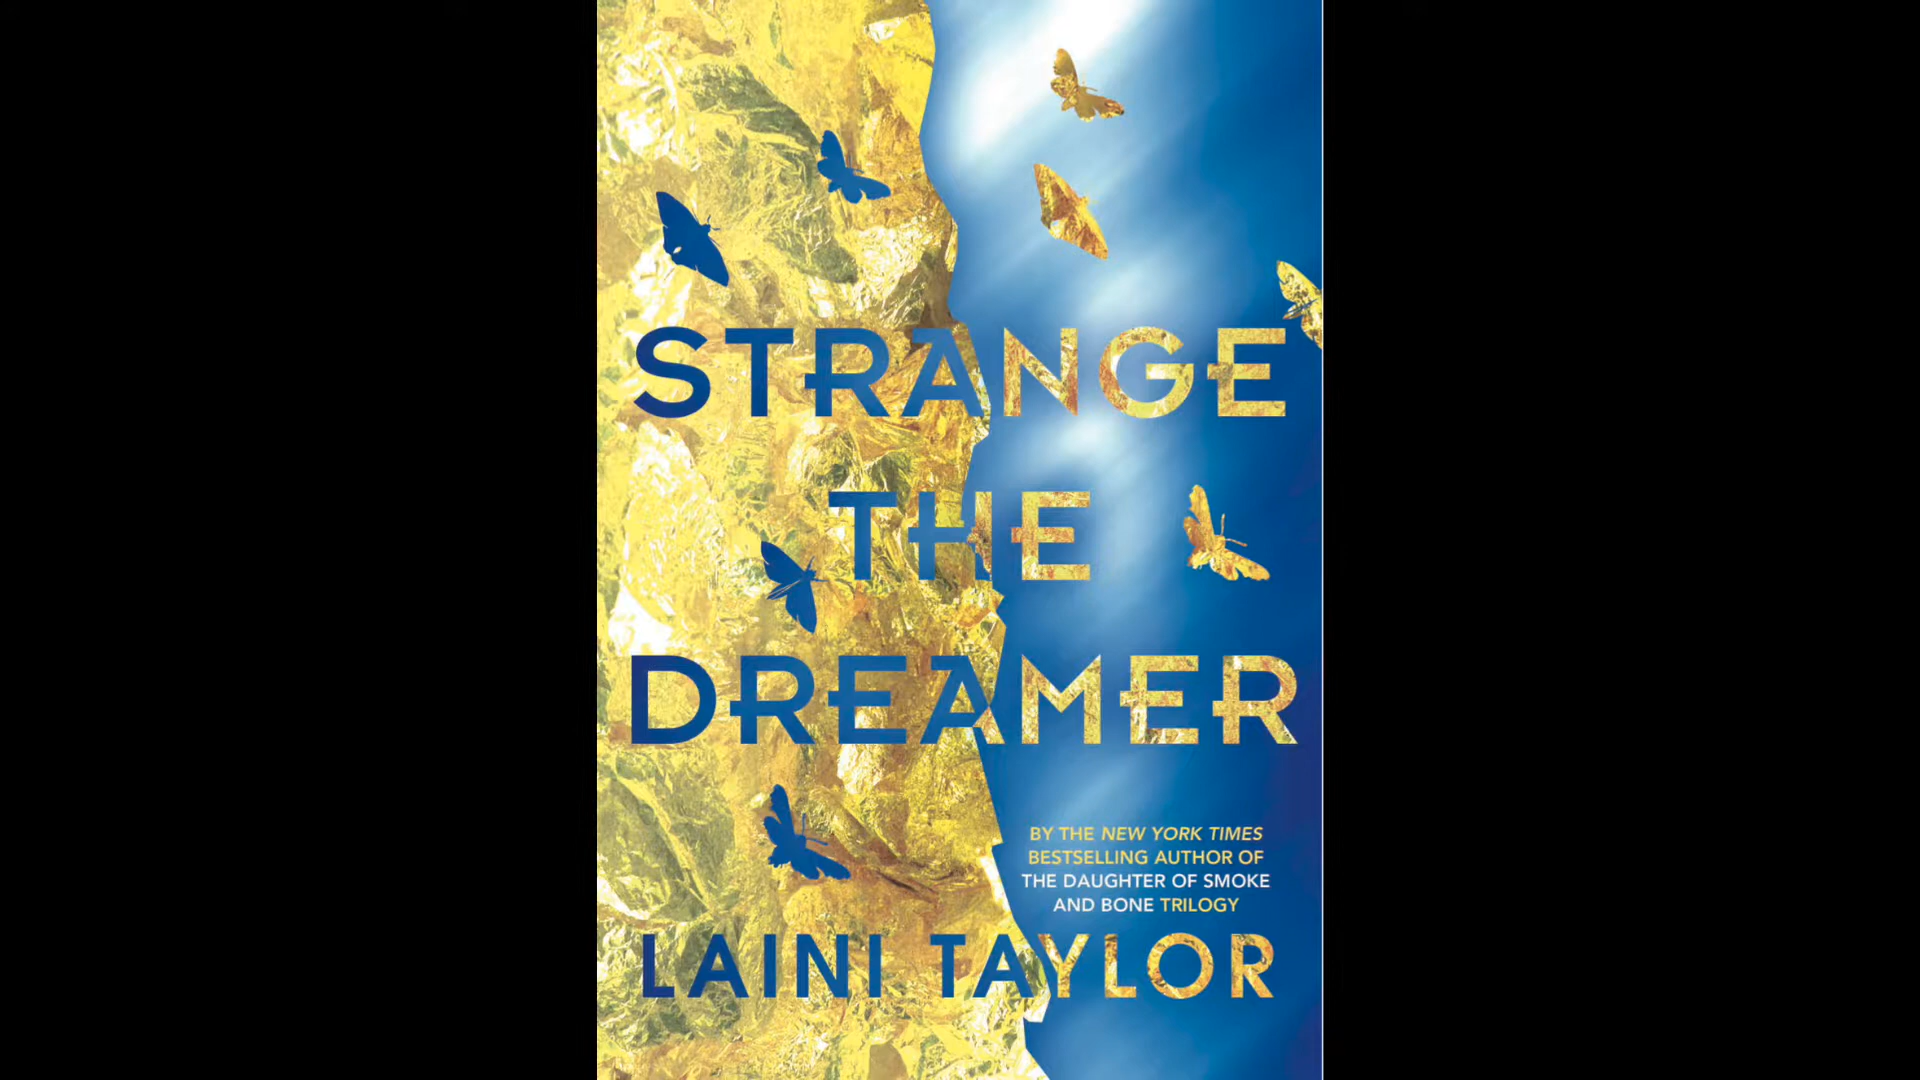 STRANGE
THE
DREAMER
BY THE NEW YORK TIMES
BESTSELLING AUTHOR OF
THE DAUGHTER OF SMOKE
AND BONE TRILOGY
LAINI TAYLOR